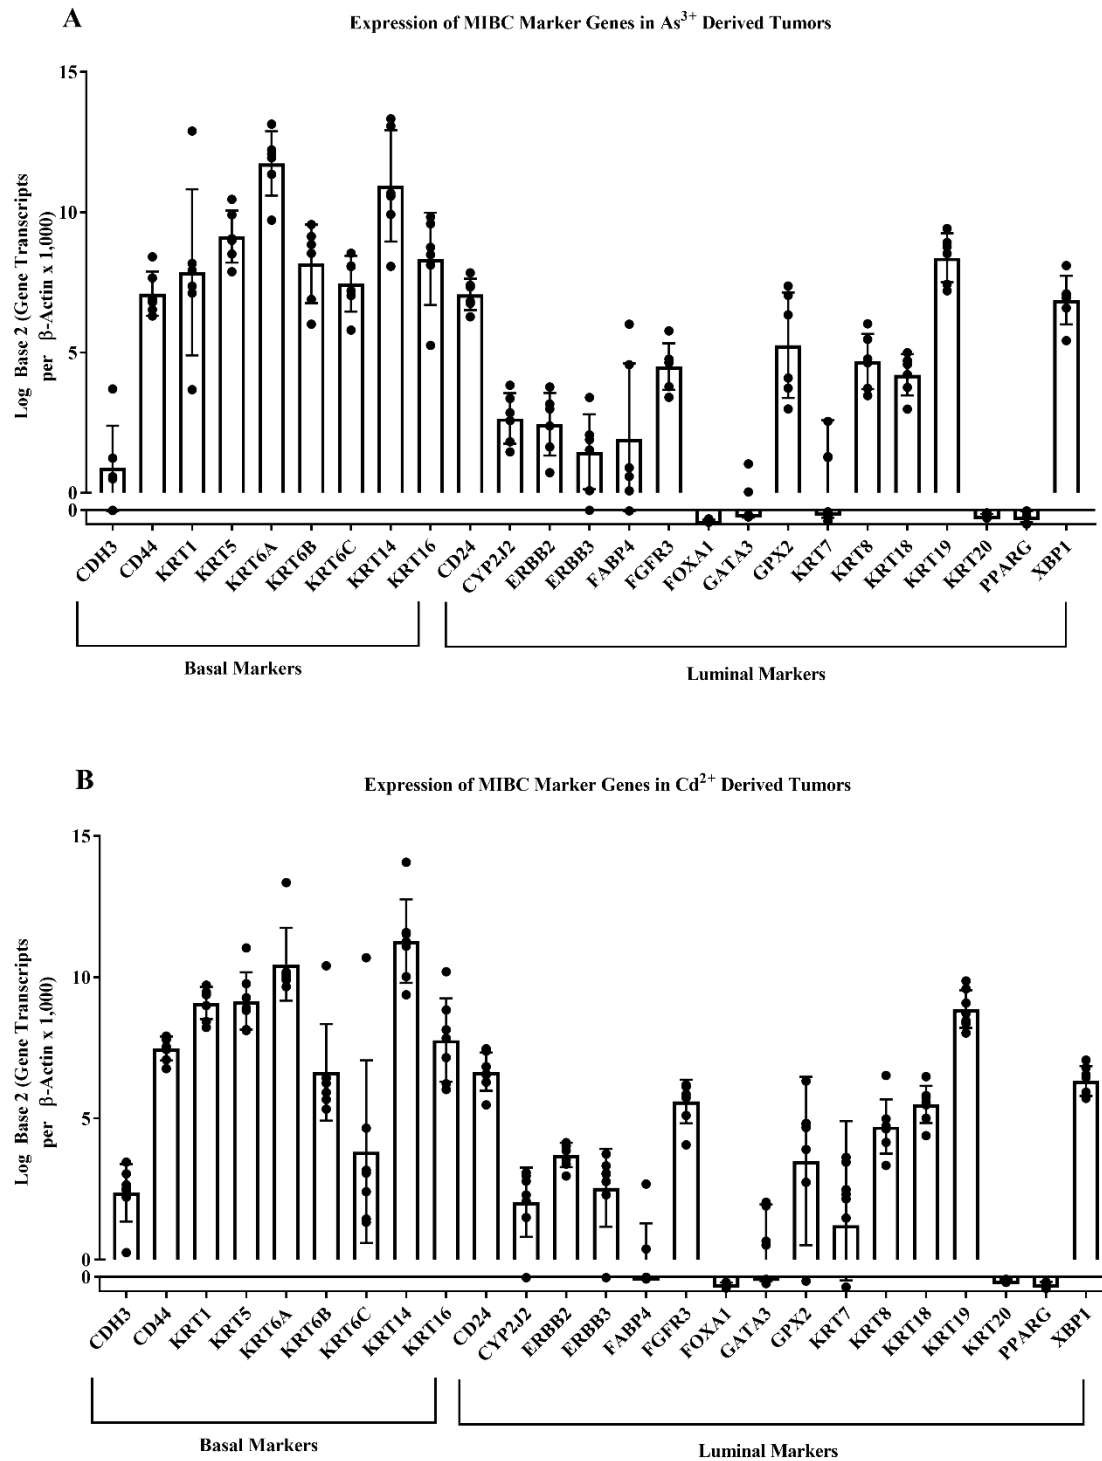 A
Expression of MIBC Marker Genes in As3+ Derived Tumors
Log Base 2 (Gene Transcripts
per β-Actin x 1,000)
15
10
5
0
0
CDH3
CD44
KRT1
KRT5
KRT6A
KRT6B
KRT6C
KRT14
KRT16
CD24
CYP2J2
ERBB2
ERBB3
FABP4
FGFR3
FOXA1
GATA3
GPX2
KRT7
KRT8
KRT18
KRT19
KRT20
PPARG
XBP1
Basal Markers
Luminal Markers
B
Expression of MIBC Marker Genes in Cd2+ Derived Tumors
Log Base 2 (Gene Transcripts
per β-Actin x 1,000)
15
10
5
0
0
CDH3
CD44
KRT1
KRT5
KRT6A
KRT6B
KRT6C
KRT14
KRT16
CD24
CYP2J2
ERBB2
ERBB3
FABP4
FGFR3
FOXA1
GATA3
GPX2
KRT7
KRT8
KRT18
KRT19
KRT20
PPARG
XBP1
Basal Markers
Luminal Markers